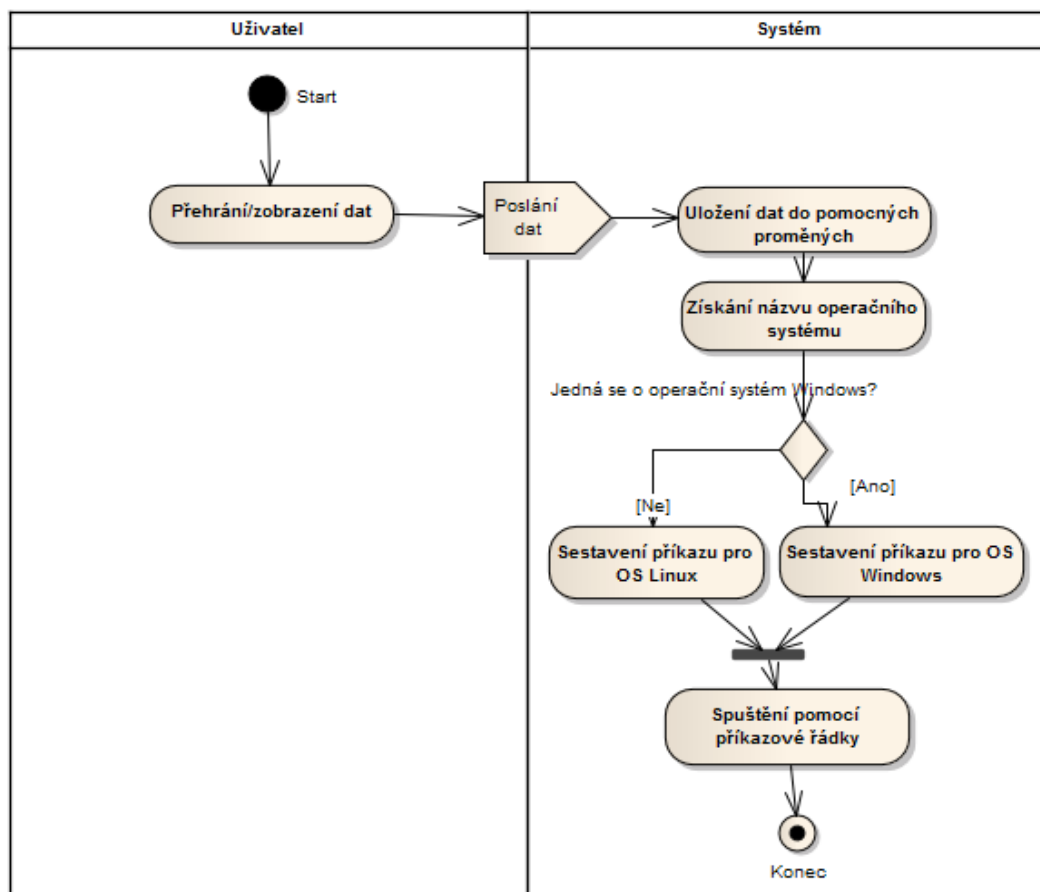 Uživatel
Systém
Start
Přehrání/zobrazení dat
Poslání
dat
Uložení dat do pomocných
proměných
Získání názvu operačního
systému
Jedná se o operační systém Windows?
[Ne]
[Ano]
Sestavení příkazu pro
OS Linux
Sestavení příkazu pro OS
Windows
Spuštění pomocí
příkazové řádky
Konec